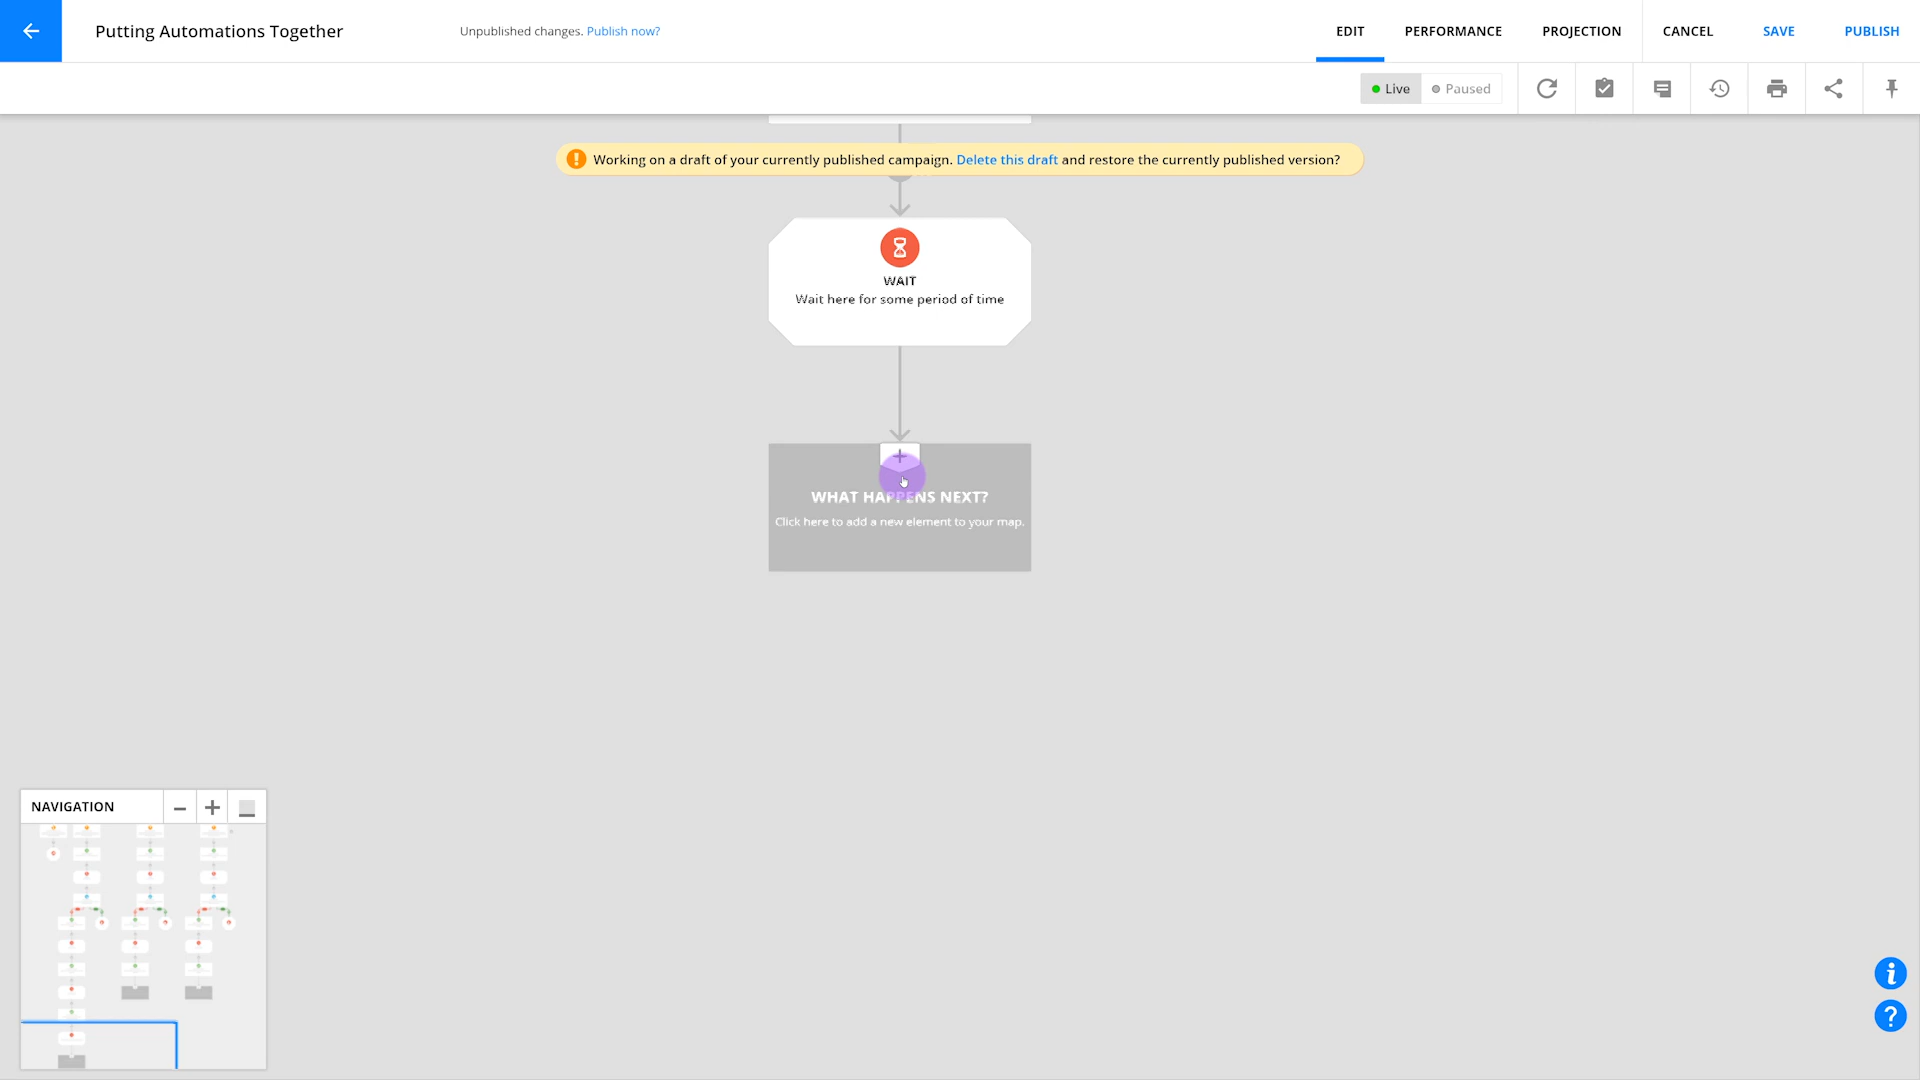 Putting Automations Together
Unpublished changes. Publish now?
EDIT
PERFORMANCE
PROJECTION
CANCEL
SAVE
PUBLISH
Live
Paused
Working on a draft of your currently published campaign. Delete this draft and restore the currently published version?
WAIT
Wait here for some period of time
WHAT HAPPENS NEXT?
Click here to add a new element to your map.
NAVIGATION